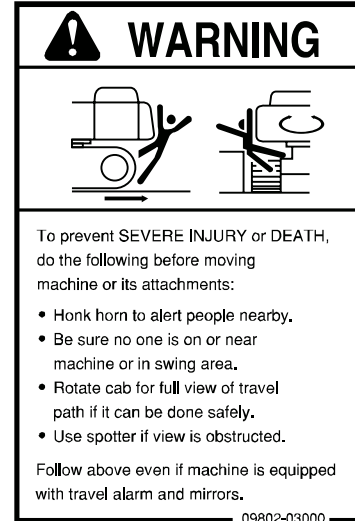 WARNING
To prevent SEVERE INJURY or DEATH,
do the following before moving
machine or its attachments:
• Honk horn to alert people nearby.
• Be sure no one is on or near
machine or in swing area.
• Rotate cab for full view of travel
path if it can be done safely.
• Use spotter if view is obstructed.
Follow above even if machine is equipped
with travel alarm and mirrors.
09802-03000